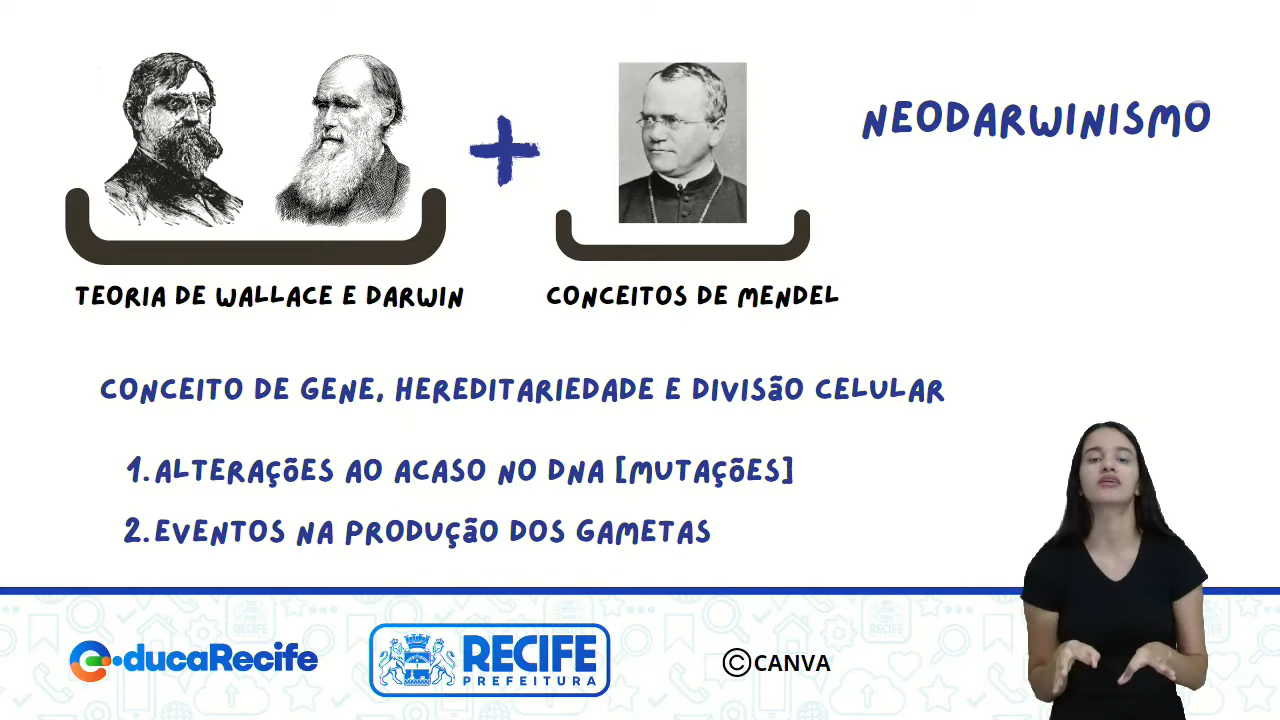 NEODARWINISMO
TEORIA DE WALLACE E DARWIN
CONCEITOS DE MENDEL
CONCEITO DE GENE, HEREDITARIEDADE E DIVISãO CELULAR
1. ALTERAÇõES AO ACASO NO DNA [MUTAÇõES]
2. EVENTOS NA PRODUÇãO DOS GAMETAS
educaRecife
RECIFE
PREFEITURA
©CANVA